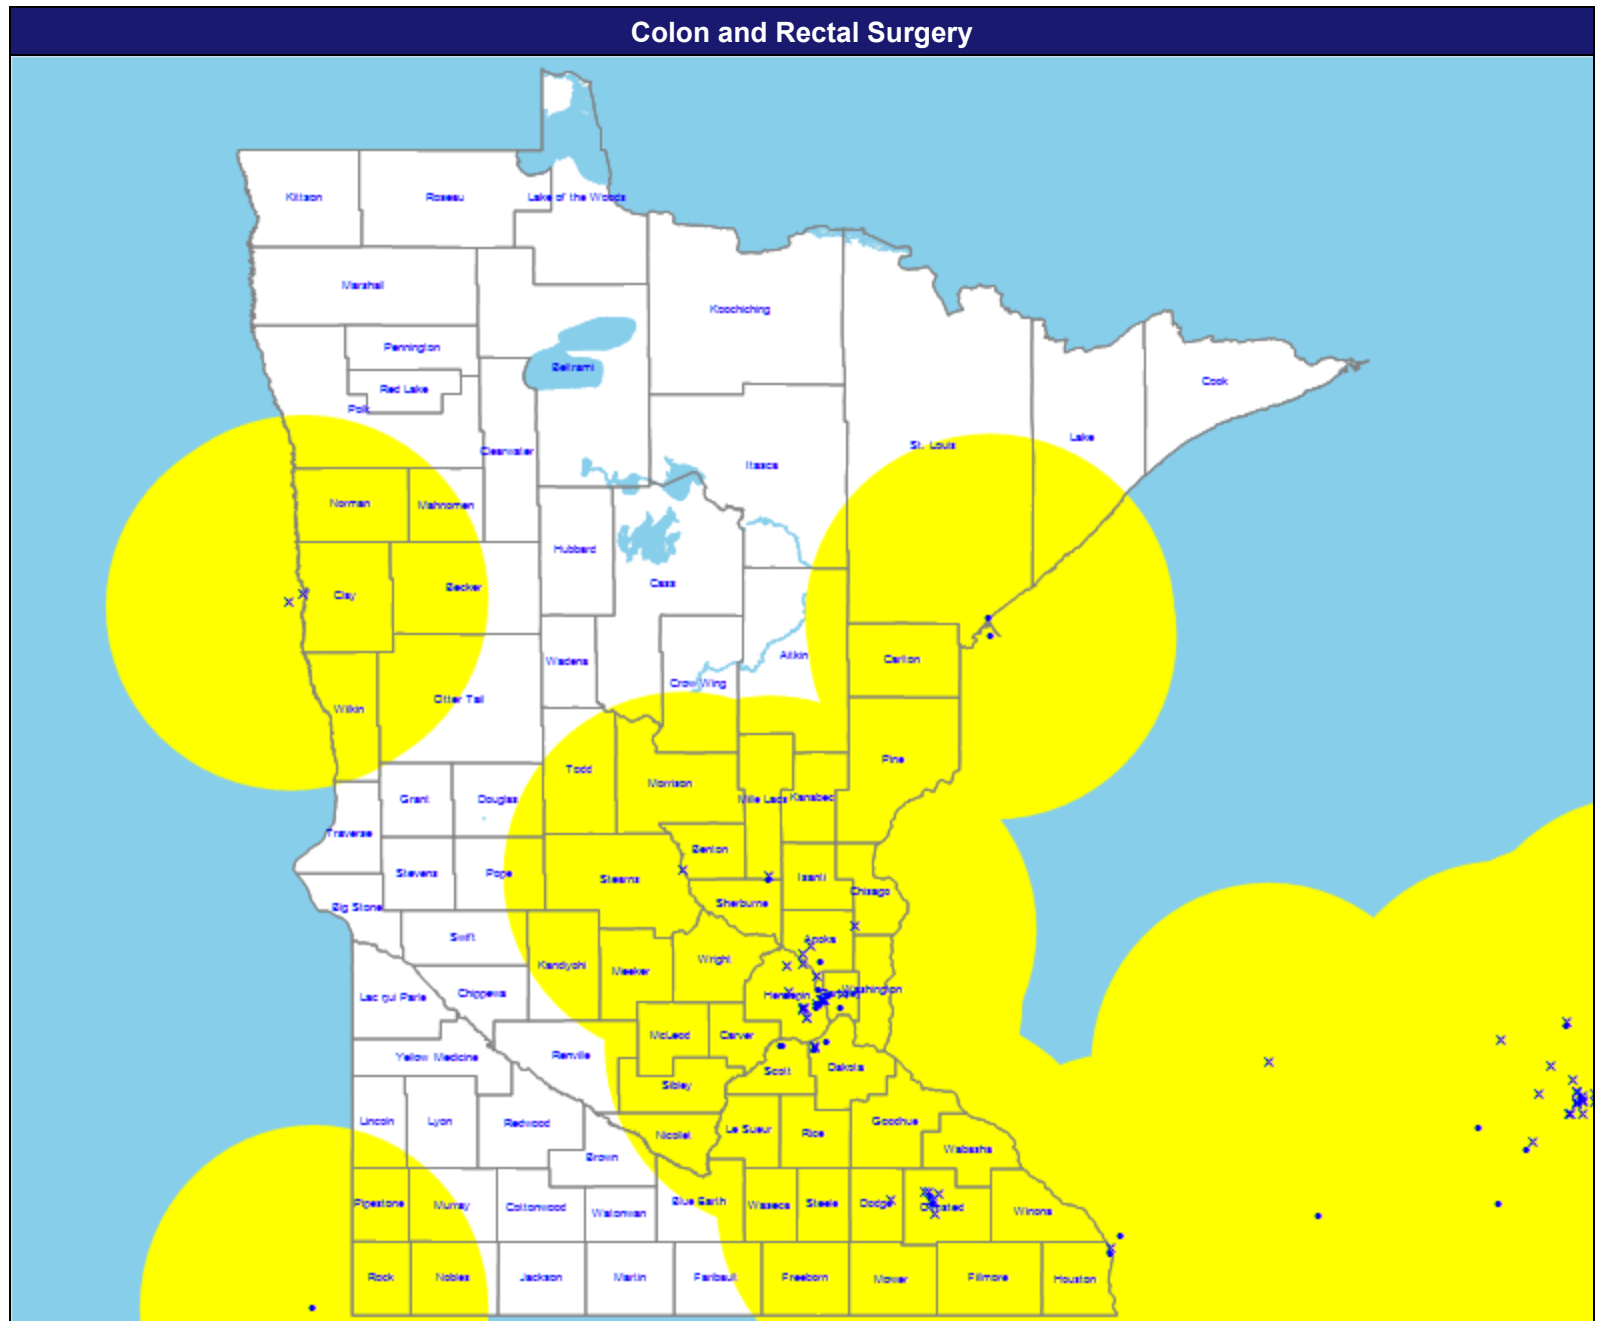 Colon and Rectal Surgery
Kittson
Roseau
Lake of the Woods
Marshall
Koochiching
Pennington
Beltrami
Red Lake
Cook
Polk
Lake
St. Louis
Clearwater
Itasca
Norman
Mahnomen
Hubbard
Cass
Becker
Clay
Aitkin
Carlton
Wadena
Crow Wing
Otter Tail
Wilkin
Pine
Todd
Morrison
Mille Lacs
Kanabec
Grant
Douglas
Traverse
Benton
Stevens
Pope
Stearns
Isanti
Chisago
Sherburne
Big Stone
Swift
Anoka
Kandiyohi
Meeker
Wright
Lac qui Parle
Chippewa
Hennepin
Washington
McLeod
Carver
Yellow Medicine
Renville
Scott
Dakota
Sibley
Lincoln
Lyon
Redwood
Nicollet
Le Sueur
Rice
Goodhue
Wabasha
Brown
Pipestone
Murray
Cottonwood
Watonwan
Blue Earth
Waseca
Steele
Dodge
Olmsted
Winona
Rock
Nobles
Jackson
Martin
Faribault
Freeborn
Mower
Fillmore
Houston